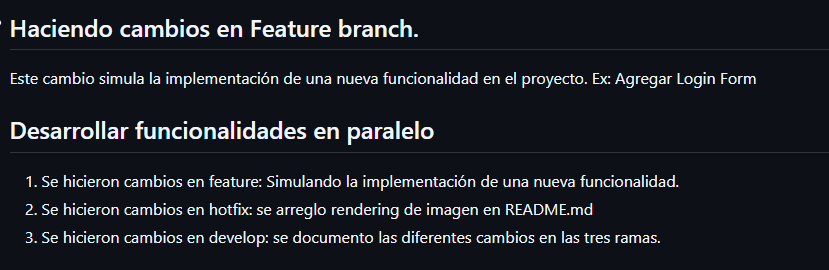 Haciendo cambios en Feature branch.
Este cambio simula la implementación de una nueva funcionalidad en el proyecto. Ex: Agregar Login Form
Desarrollar funcionalidades en paralelo
1. Se hicieron cambios en feature: Simulando la implementación de una nueva funcionalidad.
2. Se hicieron cambios en hotfix: se arreglo rendering de imagen en README.md
3. Se hicieron cambios en develop: se documento las diferentes cambios en las tres ramas.